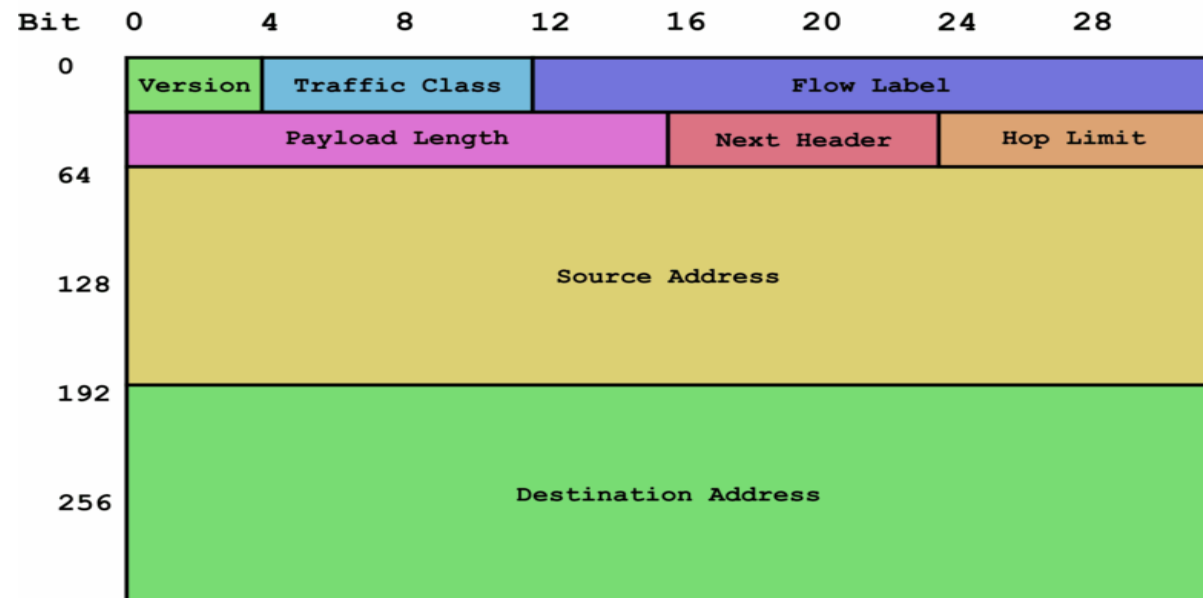 Bit 0 4 8 12 16 20 24 28
0
Version Traffic Class Flow Label
Payload Length Next Header Hop Limit
64
Source Address
128
192
Destination Address
256